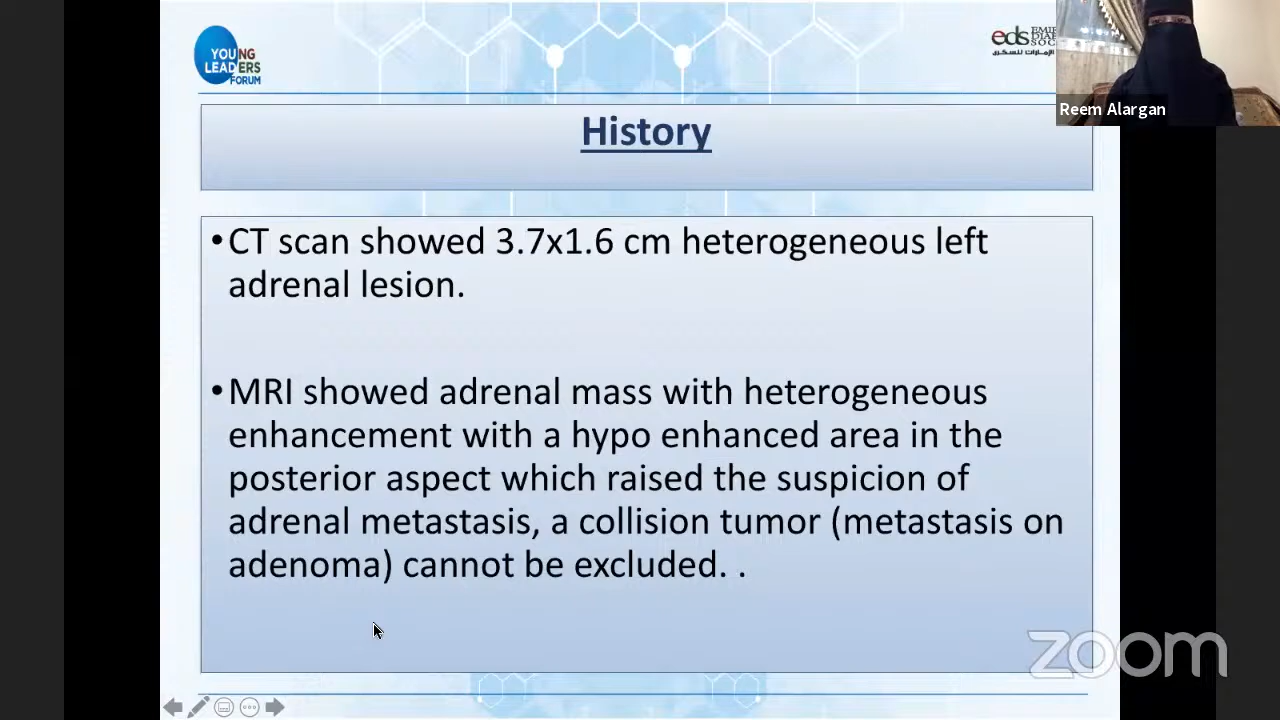 YOUNG
LEADERS
FORUM
eds
Reem Alargan
History
•CT scan showed 3.7x1.6 cm heterogeneous left
adrenal lesion.
•MRI showed adrenal mass with heterogeneous
enhancement with a hypo enhanced area in the
posterior aspect which raised the suspicion of
adrenal metastasis, a collision tumor (metastasis on
adenoma) cannot be excluded. .
zoom